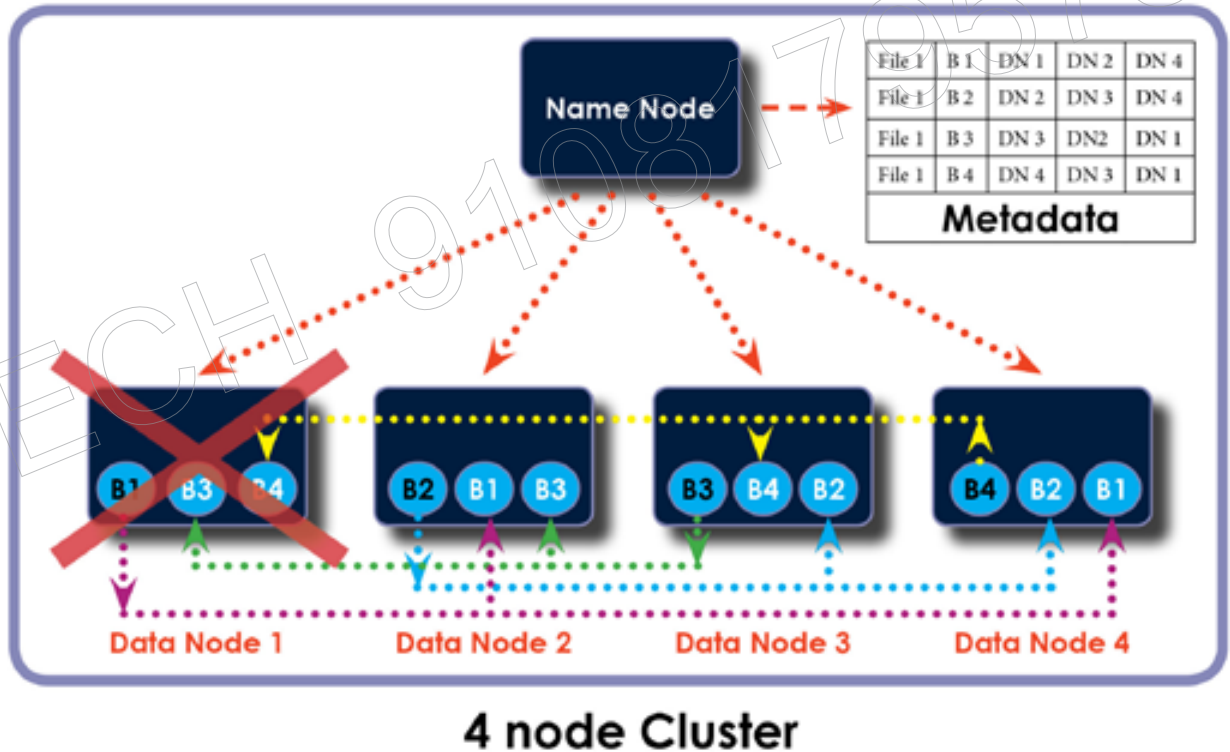 Name Node
File 1 B 1 DN 1 DN 2 DN 4
File 1 B 2 DN 2 DN 3 DN 4
File 1 B 3 DN 3 DN2 DN 1
File 1 B 4 DN 4 DN 3 DN 1
Metadata
B1 B3 B4 B2 B1 B3 B3 B4 B2 B4 B2 B1
Data Node 1 Data Node 2 Data Node 3 Data Node 4
4 node Cluster